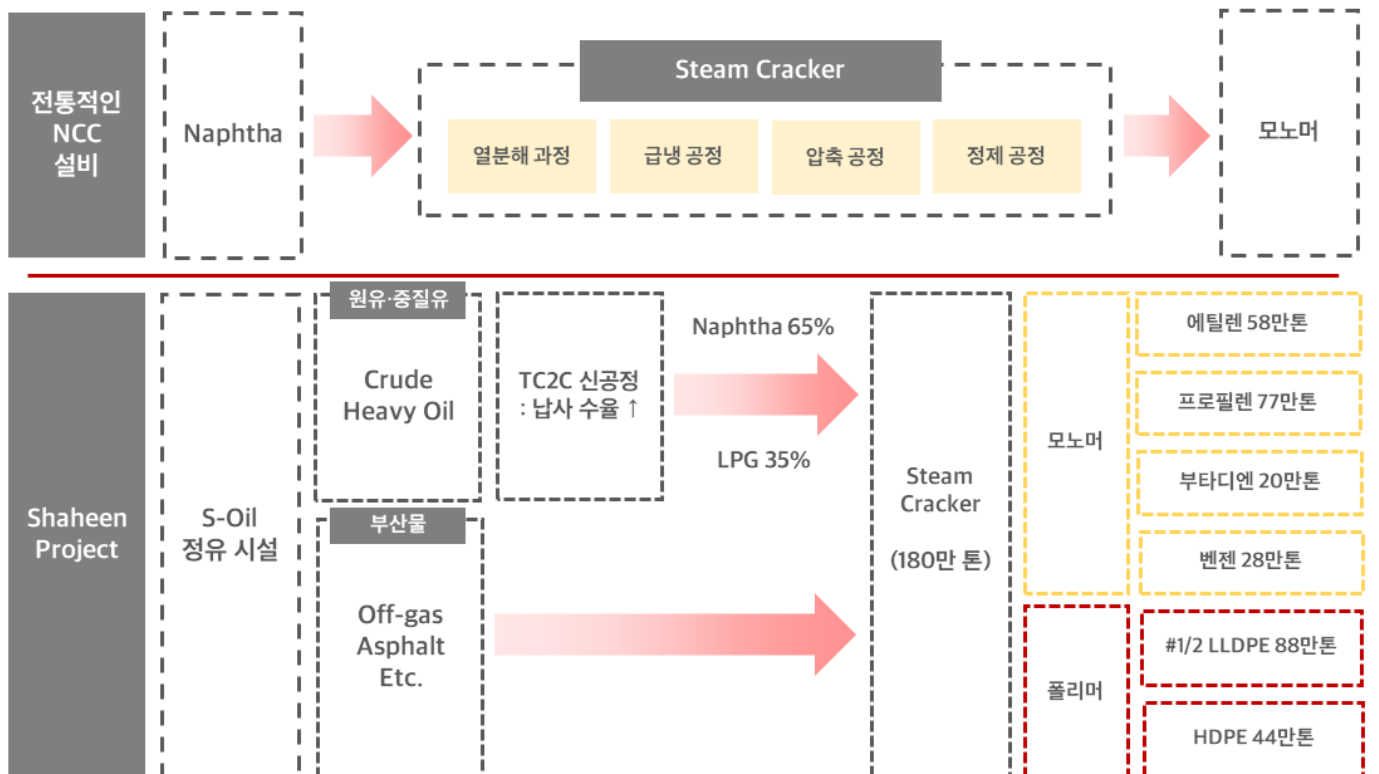 전통적인
NCC
설비
Naphtha
Steam Cracker
열분해 과정
급냉 공정
압축 공정
정제 공정
모노머
Shaheen
Project
S-Oil
정유 시설
원유·중질유
Crude
Heavy Oil
TC2C 신공정
: 납사 수율 ↑
Naphtha 65%
LPG 35%
부산물
Off-gas
Asphalt
Etc.
Steam
Cracker
(180만 톤)
모노머
에틸렌 58만톤
프로필렌 77만톤
부타디엔 20만톤
벤젠 28만톤
폴리머
#1/2 LLDPE 88만톤
HDPE 44만톤